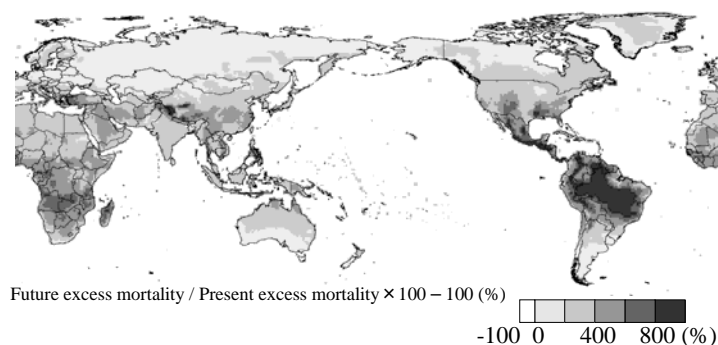 Future excess mortality / Present excess mortality × 100 – 100 (%)
-100 0 400 800 (%)